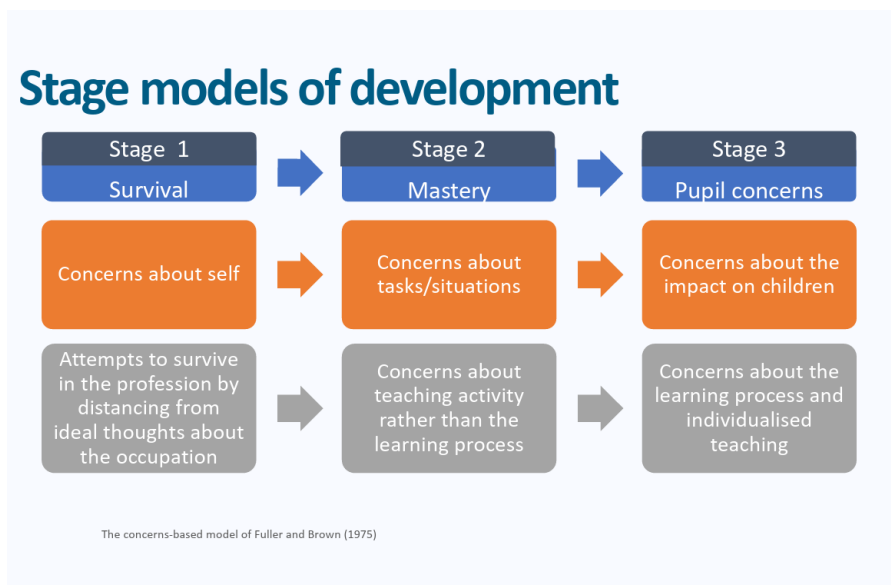 Stage models of development
Stage 1
Survival
Stage 2
Mastery
Stage 3
Pupil concerns
Concerns about self
Concerns about
tasks/situations
Concerns about the
impact on children
Attempts to survive
in the profession by
distancing from
ideal thoughts about
the occupation
Concerns about
teaching activity
rather than the
learning process
Concerns about the
learning process and
individualised
teaching
The concerns-based model of Fuller and Brown (1975)